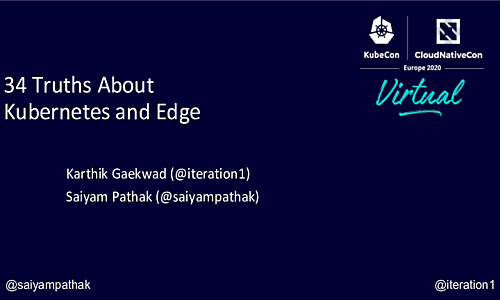 KubeCon
CloudNativeCon
Europe 2020
Virtual
34 Truths About
Kubernetes and Edge
Karthik Gaekwad (@iteration1)
Saiyam Pathak (@saiyampathak)
@saiyampathak
@iteration1